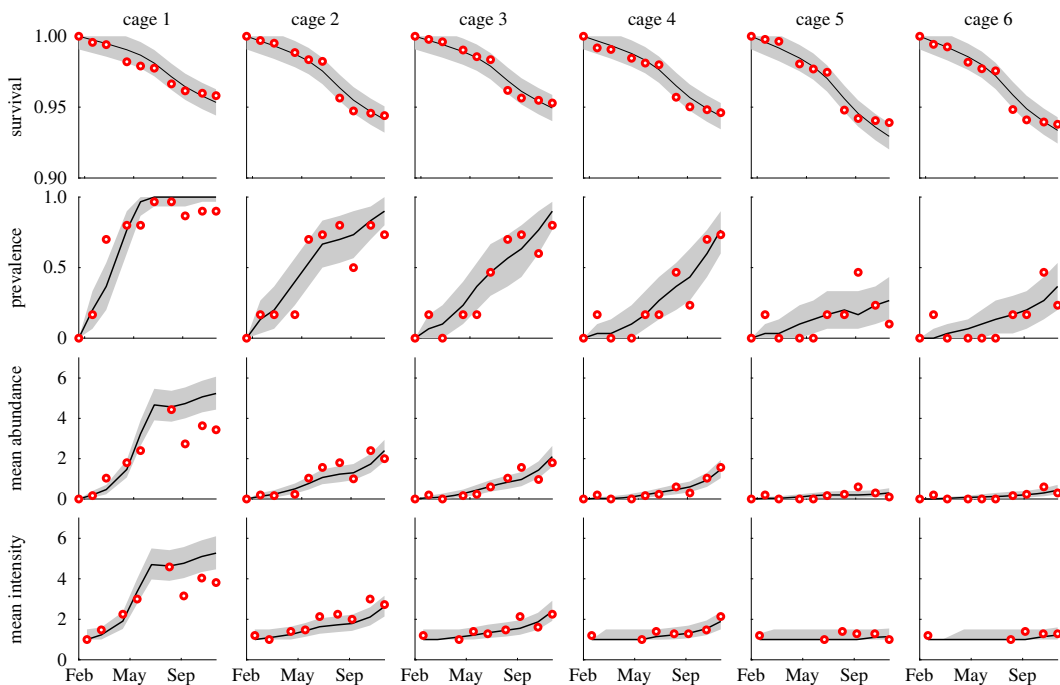 cage 1 cage 2 cage 3 cage 4 cage 5 cage 6
survival
1.00
0.95
0.90
prevalence
1.0
0.5
0
mean abundance
6
4
2
0
mean intensity
6
4
2
0
Feb May Sep Feb May Sep Feb May Sep Feb May Sep Feb May Sep Feb May Sep